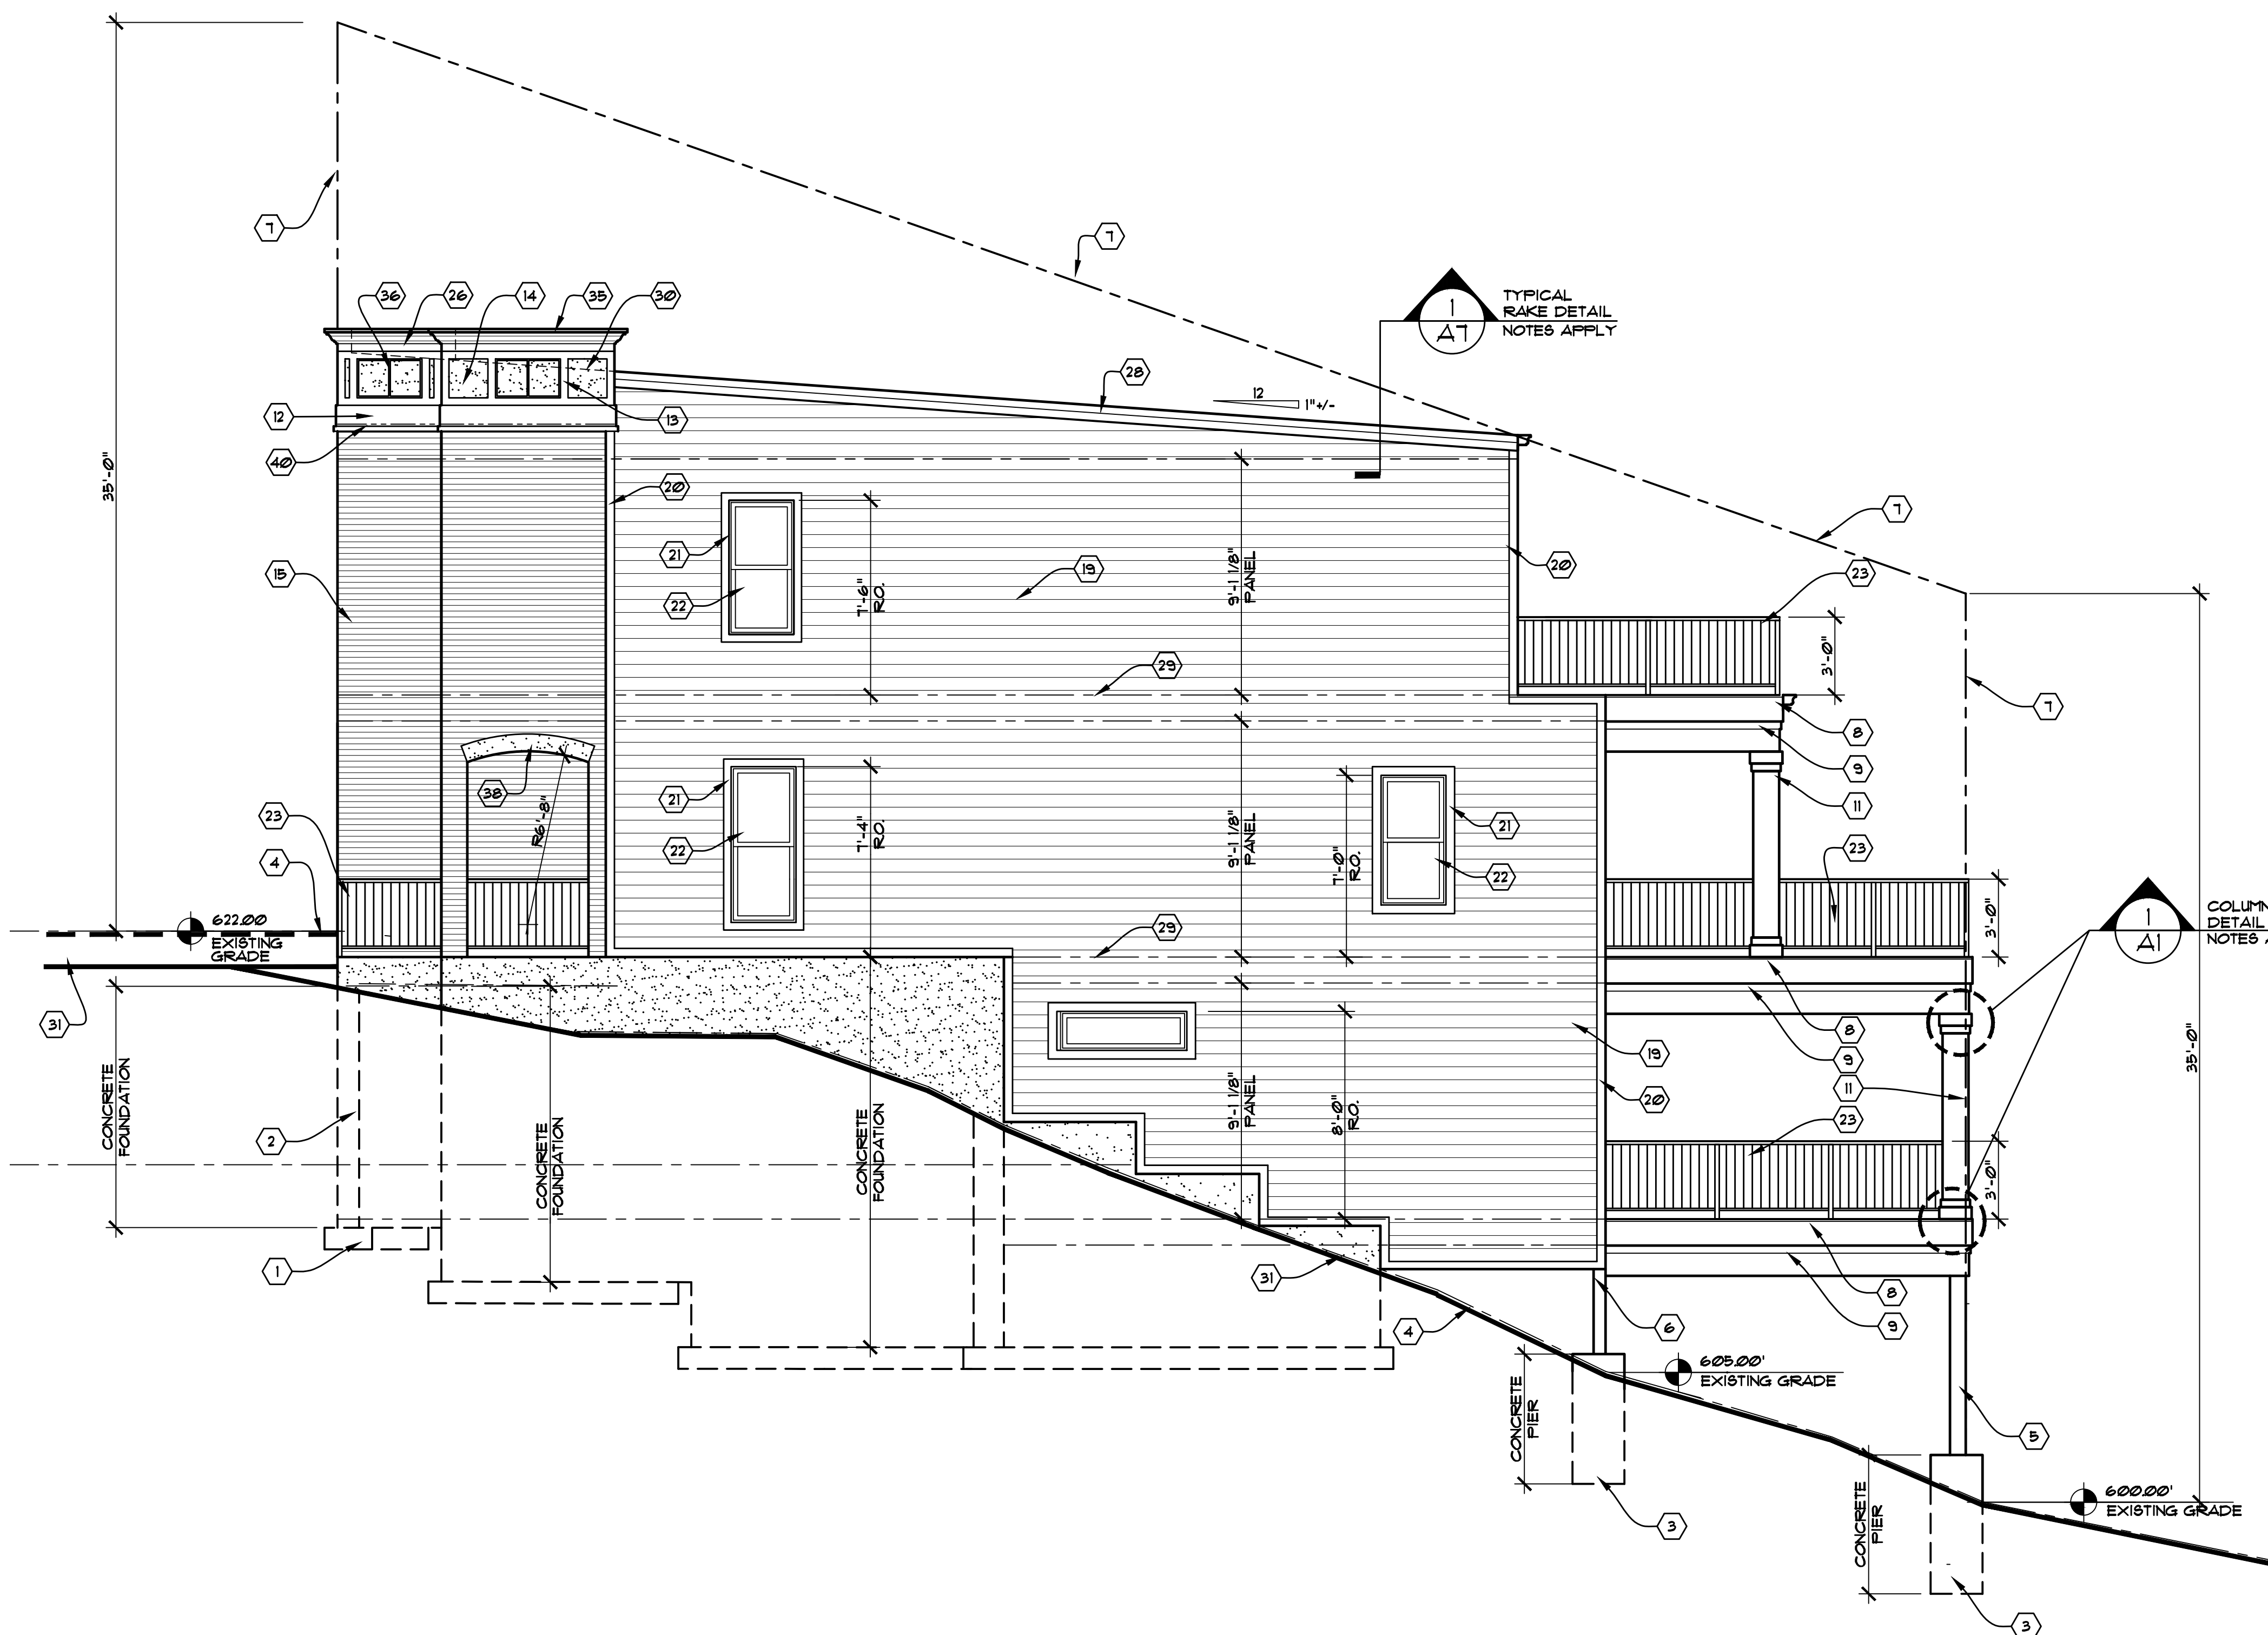 7
7
TYPICAL
RAKE DETAIL
NOTES APPLY
1
A7
36
26
14
35
30
28
12
1"+/-
12
13
40
35'-0"
20
7
21
19
20
23
15
22
7'-6"
R.O.
9'-1 1/8"
PANEL
3'-0"
29
7
8
9
38
R6'-8"
21
22
7'-4"
R.O.
9'-1 1/8"
PANEL
7'-0"
R.O.
21
22
11
23
23
4
622.00
EXISTING
GRADE
29
3'-0"
1
A1
COLUMN
DETAIL
NOTES
31
8
9
19
11
35'-0"
CONCRETE
FOUNDATION
2
CONCRETE
FOUNDATION
CONCRETE
FOUNDATION
9'-1 1/8"
PANEL
8'-0"
R.O.
20
23
3'-0"
1
31
8
9
4
6
605.00'
EXISTING GRADE
CONCRETE
PIER
5
3
CONCRETE
PIER
600.00'
EXISTING GRADE
3